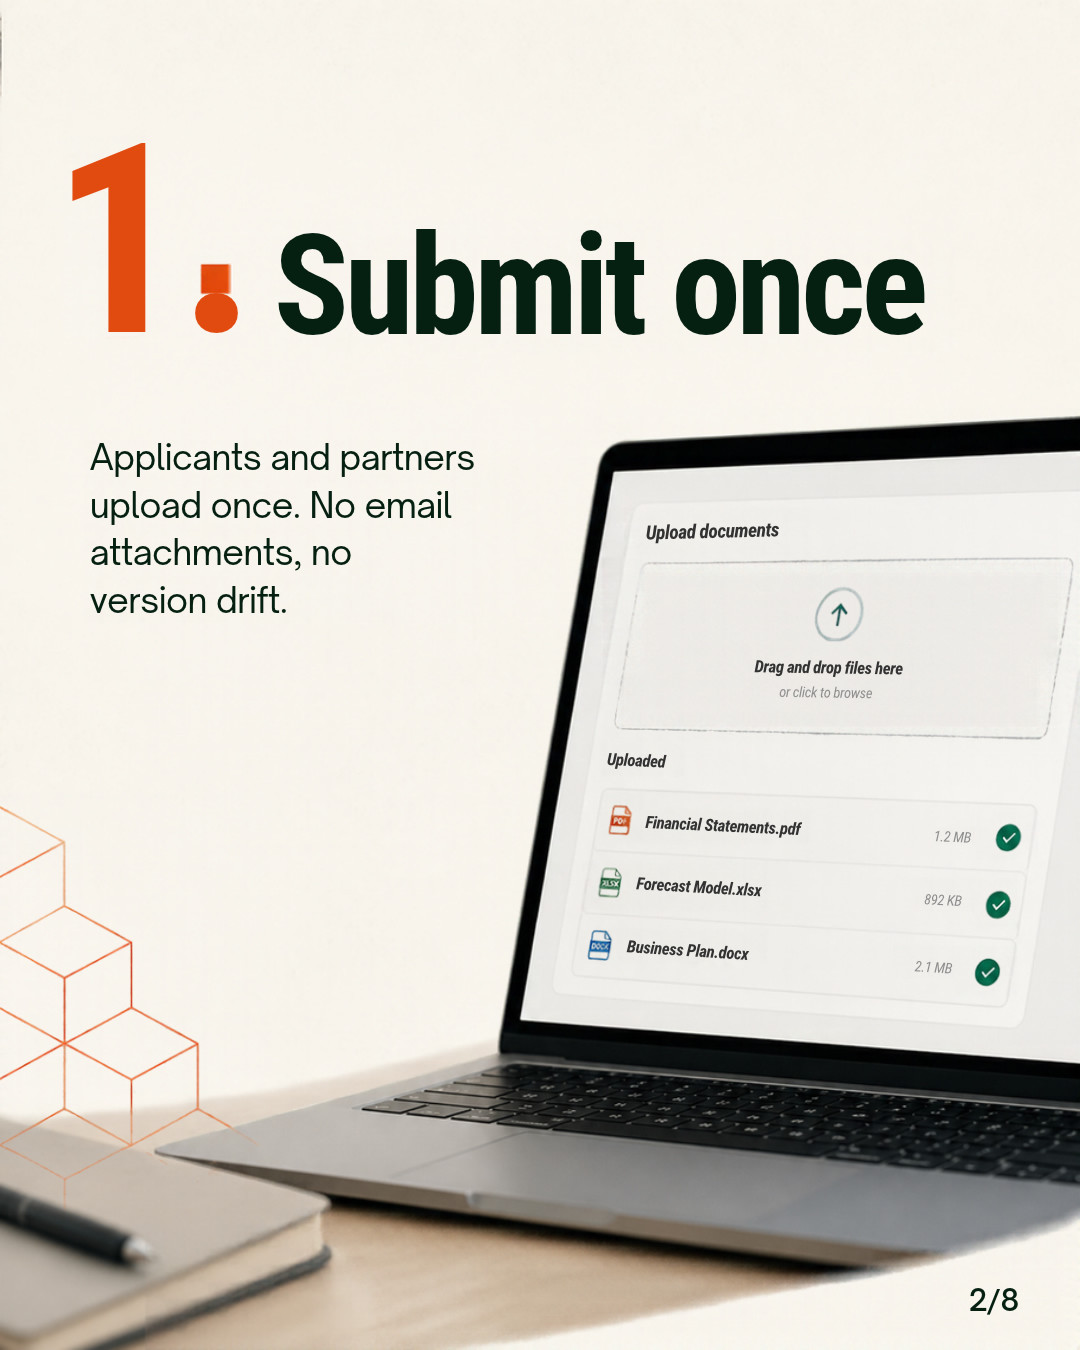 1. Submit once
Applicants and partners
upload once. No email
attachments, no
version drift.
Upload documents
Drag and drop files here
or click to browse
Uploaded
PDF Financial Statements.pdf 1.2 MB
XLSX Forecast Model.xlsx 892 KB
DOCX Business Plan.docx 2.1 MB
2/8